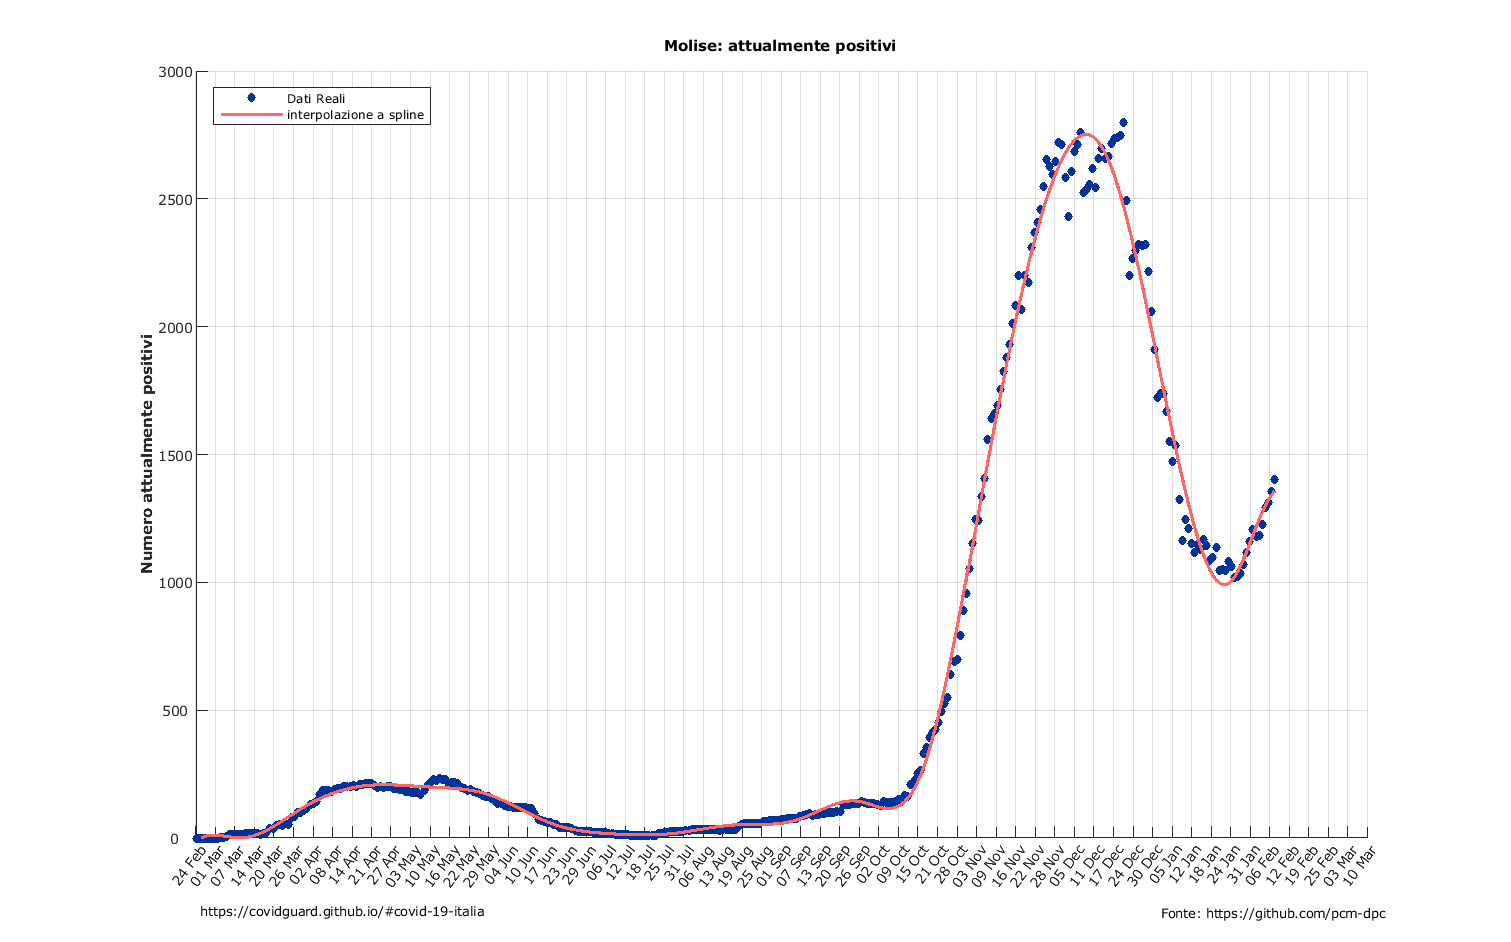 Molise: attualmente positivi
3000
Dati Reali
interpolazione a spline
2500
2000
1500
1000
500
0
Numero attualmente positivi
24 Feb
01 Mar
07 Mar
14 Mar
20 Mar
26 Mar
02 Apr
08 Apr
14 Apr
21 Apr
27 Apr
03 May
10 May
16 May
22 May
29 May
04 Jun
10 Jun
17 Jun
23 Jun
29 Jun
06 Jul
12 Jul
18 Jul
25 Jul
31 Jul
06 Aug
13 Aug
19 Aug
25 Aug
01 Sep
07 Sep
13 Sep
20 Sep
26 Sep
02 Oct
09 Oct
15 Oct
21 Oct
28 Oct
03 Nov
09 Nov
16 Nov
22 Nov
28 Nov
05 Dec
11 Dec
17 Dec
24 Dec
30 Dec
05 Jan
12 Jan
18 Jan
24 Jan
31 Jan
06 Feb
12 Feb
19 Feb
25 Feb
03 Mar
10 Mar
https://covidguard.github.io/#covid-19-italia
Fonte: https://github.com/pcm-dpc